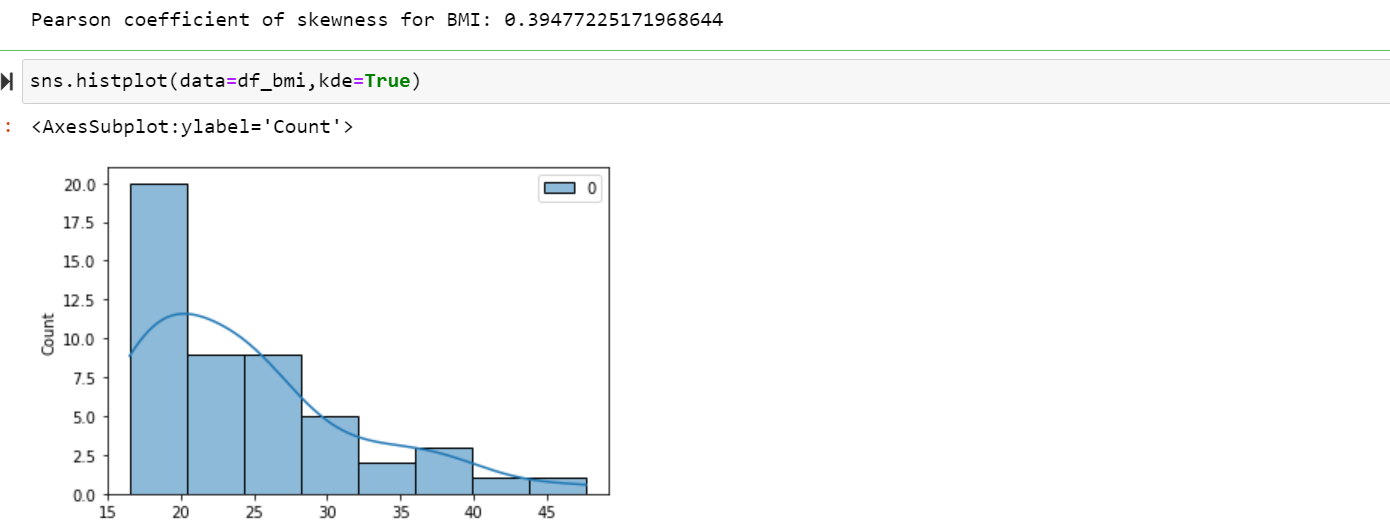 Pearson coefficient of skewness for BMI: 0.39477225171968644
sns.histplot(data=df_bmi,kde=True)
: <AxesSubplot:ylabel='Count'>
0
20.0
17.5
15.0
12.5
10.0
7.5
5.0
2.5
0.0
Count
15 20 25 30 35 40 45